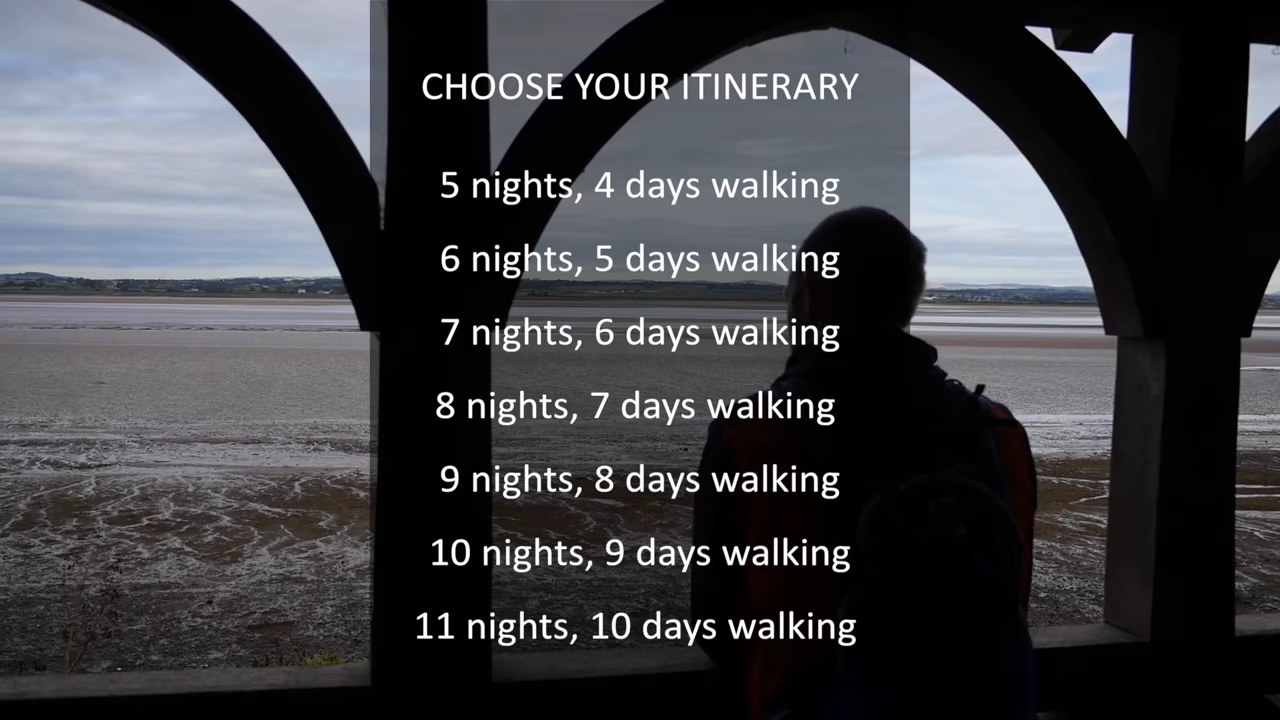 CHOOSE YOUR ITINERARY
5 nights, 4 days walking
6 nights, 5 days walking
7 nights, 6 days walking
8 nights, 7 days walking
9 nights, 8 days walking
10 nights, 9 days walking
11 nights, 10 days walking